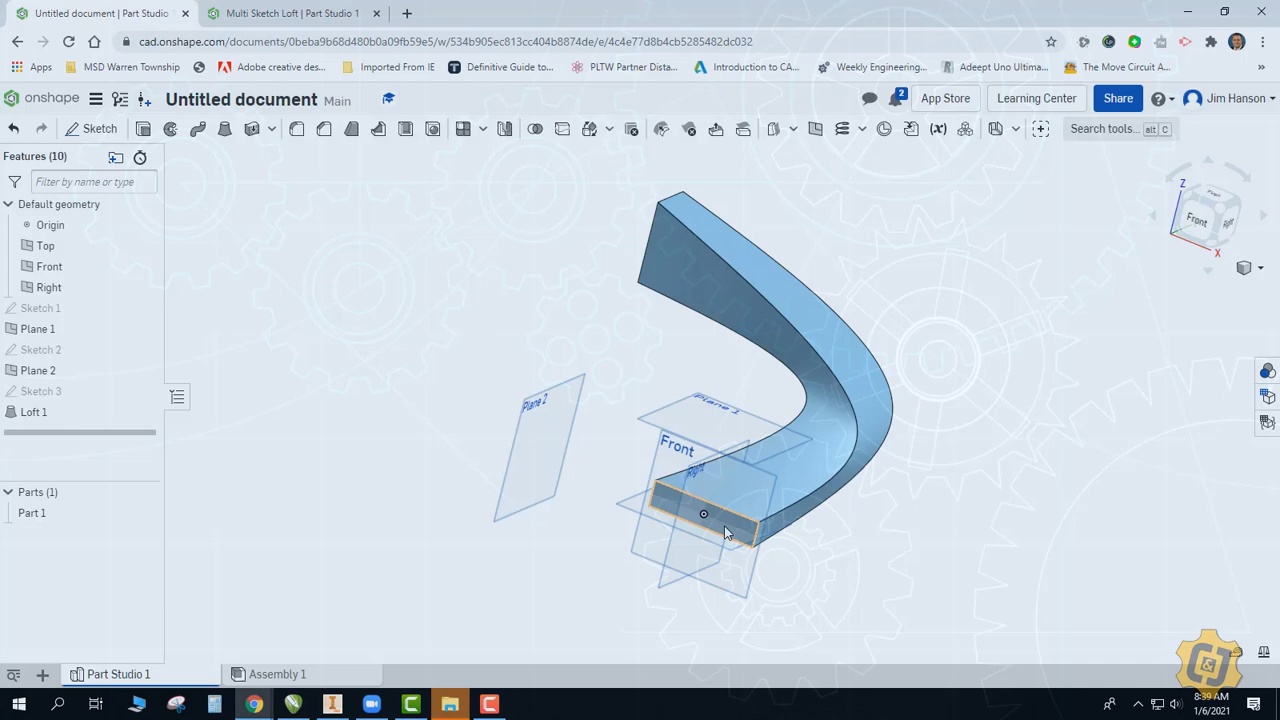 Untitled document | Part Studio 1 ×
Multi Sketch Loft | Part Studio 1 ×
cad.onshape.com/documents/0beba9b68d480b0a09fb59e5/w/534b905ec813cc404b8874de/e/4c4e77d8b4cb5285482dc032
Apps
MSD Warren Township
Adobe creative des...
Imported From IE
Definitive Guide to...
PLTW Partner Dista...
Introduction to CA...
Weekly Engineering...
Adeept Uno Ultima...
The Move Circuit A...
»
onshape
Untitled document
Main
2
App Store
Learning Center
Share
Jim Hanson
Sketch
(x)
Search tools...
alt C
Features (10)
Filter by name or type
Default geometry
Origin
Top
Front
Right
Sketch 1
Plane 1
Sketch 2
Plane 2
Sketch 3
Loft 1
Parts (1)
Part 1
Z
Front
Right
X
Plane 2
Plane 1
Front
Right
Part Studio 1
Assembly 1
C&J
8:39 AM
1/6/2021